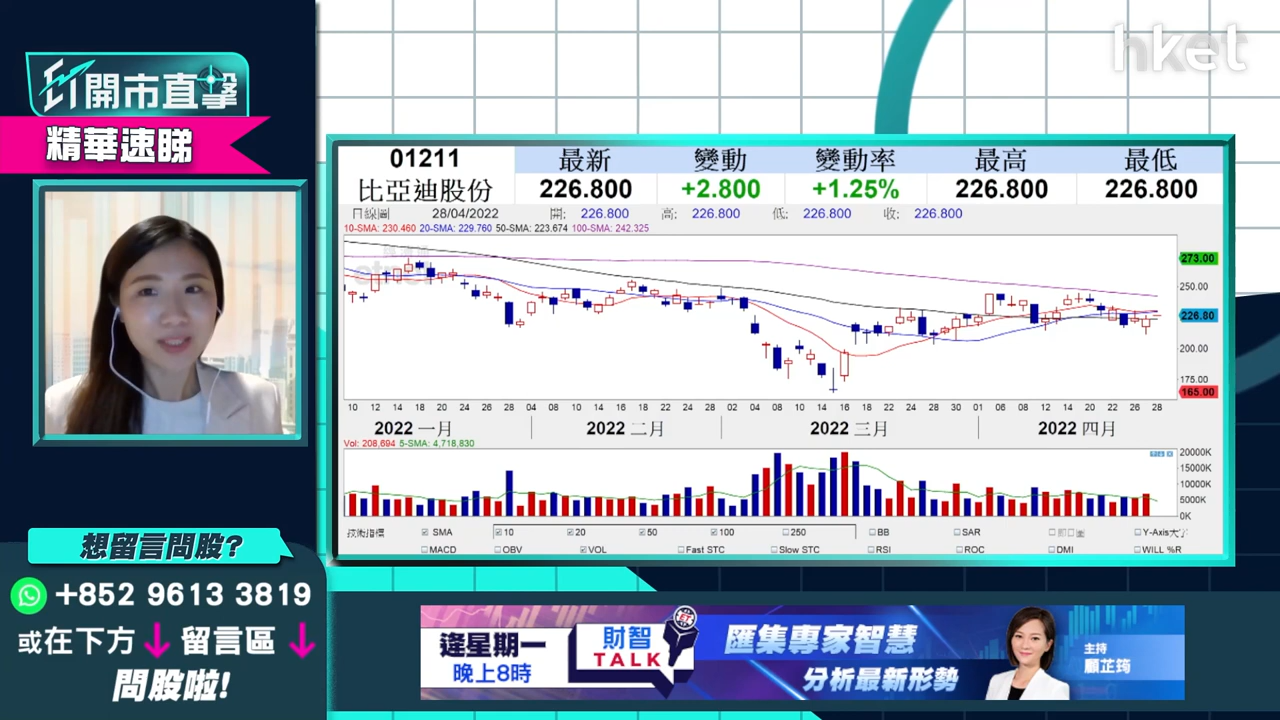 hket
ET開市直擊
精華速睇
01211
比亞迪股份
最新 變動 變動率 最高 最低
226.800 +2.800 +1.25% 226.800 226.800
日線圖 28/04/2022 開: 226.800 高: 226.800 低: 226.800 收: 226.800
10-SMA: 230.460 20-SMA: 229.760 50-SMA: 223.674 100-SMA: 242.325
273.00
250.00
226.80
200.00
175.00
165.00
10 12 14 18 20 24 26 28 04 08 10 14 16 18 22 24 28 02 04 08 10 14 16 18 22 24 28 30 01 06 08 12 14 20 22 26 28
2022 一月 2022 二月 2022 三月 2022 四月
Vol: 208,694 5-SMA: 4,718,830
20000K
15000K
10000K
5000K
0K
技術指標 SMA 10 20 50 100 250 BB SAR Y-Axis大
MACD OBV VOL Fast STC Slow STC RSI ROC DMI WILL %R
想留言問股?
+852 9613 3819
或在下方 留言區
問股啦!
逢星期一
晚上8時
財智
TALK
匯集專家智慧
分析最新形勢
主持
顧芷筠